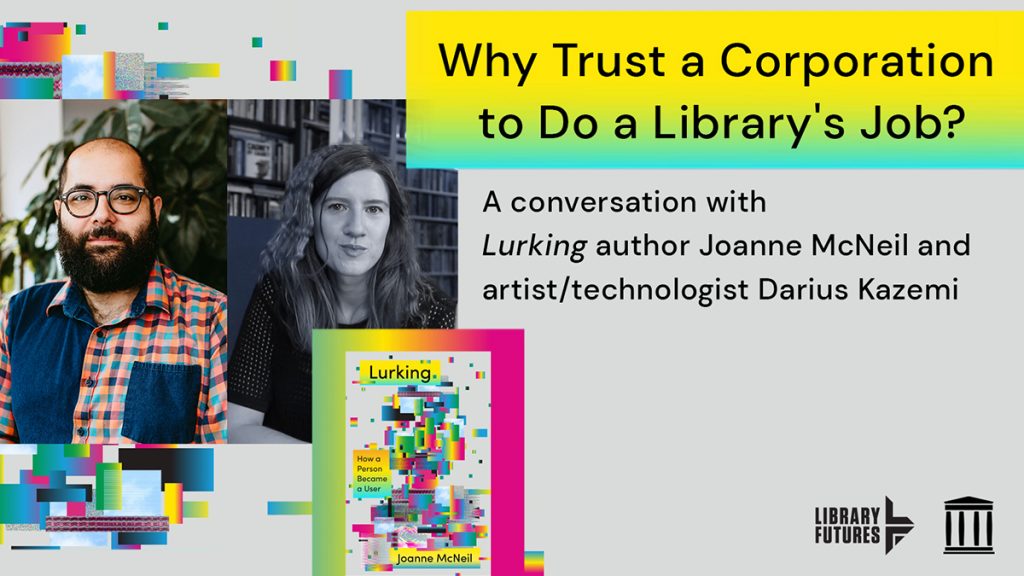 Why Trust a Corporation
to Do a Library's Job?
A conversation with
Lurking author Joanne McNeil and
artist/technologist Darius Kazemi
Lurking
How a
Person
Became
a User
Joanne McNeil
LIBRARY
FUTURES